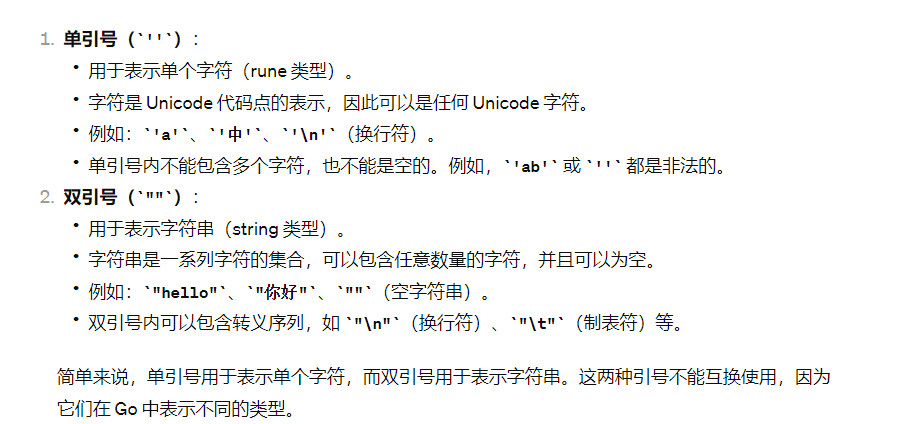 1. 单引号（`''`）：
• 用于表示单个字符（rune 类型）。
• 字符是 Unicode 代码点的表示，因此可以是任何 Unicode 字符。
• 例如：`'a'`、`'中'`、`'\n'`（换行符）。
• 单引号内不能包含多个字符，也不能是空的。例如，`'ab'` 或 `''` 都是非法的。
2. 双引号（`""`）：
• 用于表示字符串（string 类型）。
• 字符串是一系列字符的集合，可以包含任意数量的字符，并且可以为空。
• 例如：`"hello"`、`"你好"`、`""`（空字符串）。
• 双引号内可以包含转义序列，如 `"\n"`（换行符）、`"\t"`（制表符）等。
简单来说，单引号用于表示单个字符，而双引号用于表示字符串。这两种引号不能互换使用，因为
它们在 Go 中表示不同的类型。